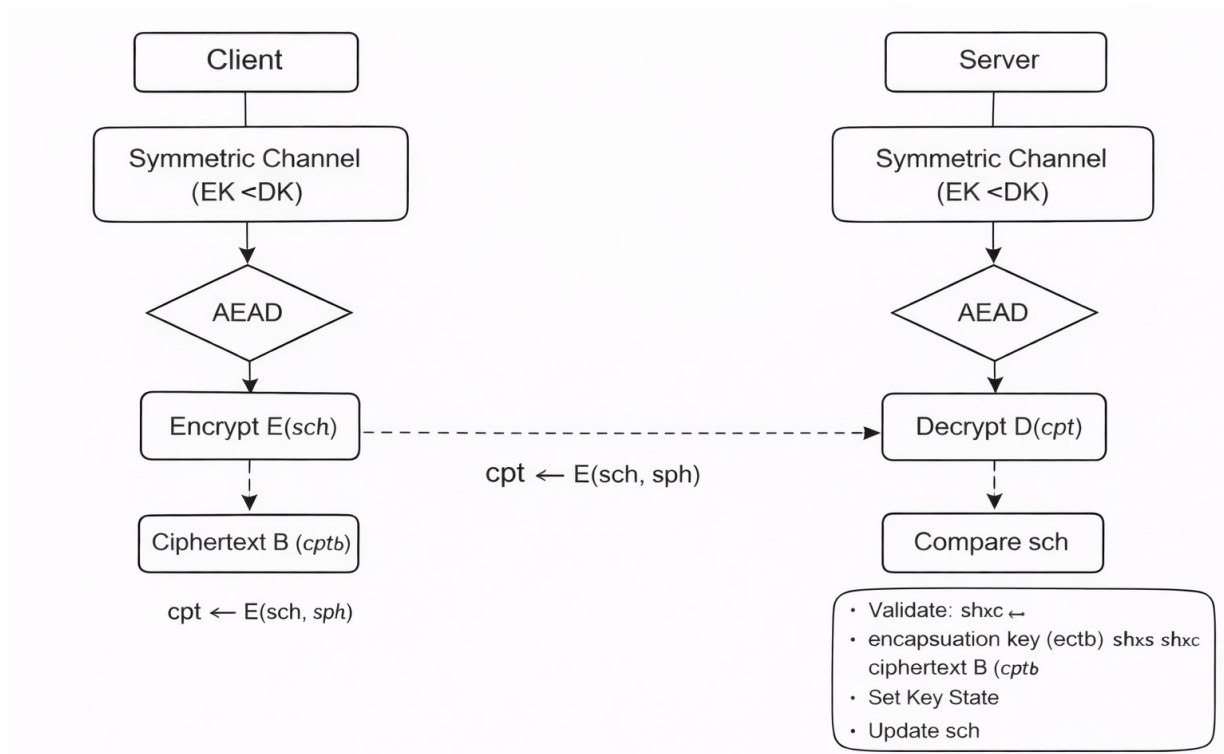 Client
Symmetric Channel
(EK <DK)
AEAD
Encrypt E(sch)
Ciphertext B (cptb)
cpt ← E(sch, sph)
cpt ← E(sch, sph)
Server
Symmetric Channel
(EK <DK)
AEAD
Decrypt D(cpt)
Compare sch
· Validate: shxc ↔
· encapsuation key (ectb) shxs shxc
ciphertext B (cptb
· Set Key State
· Update sch